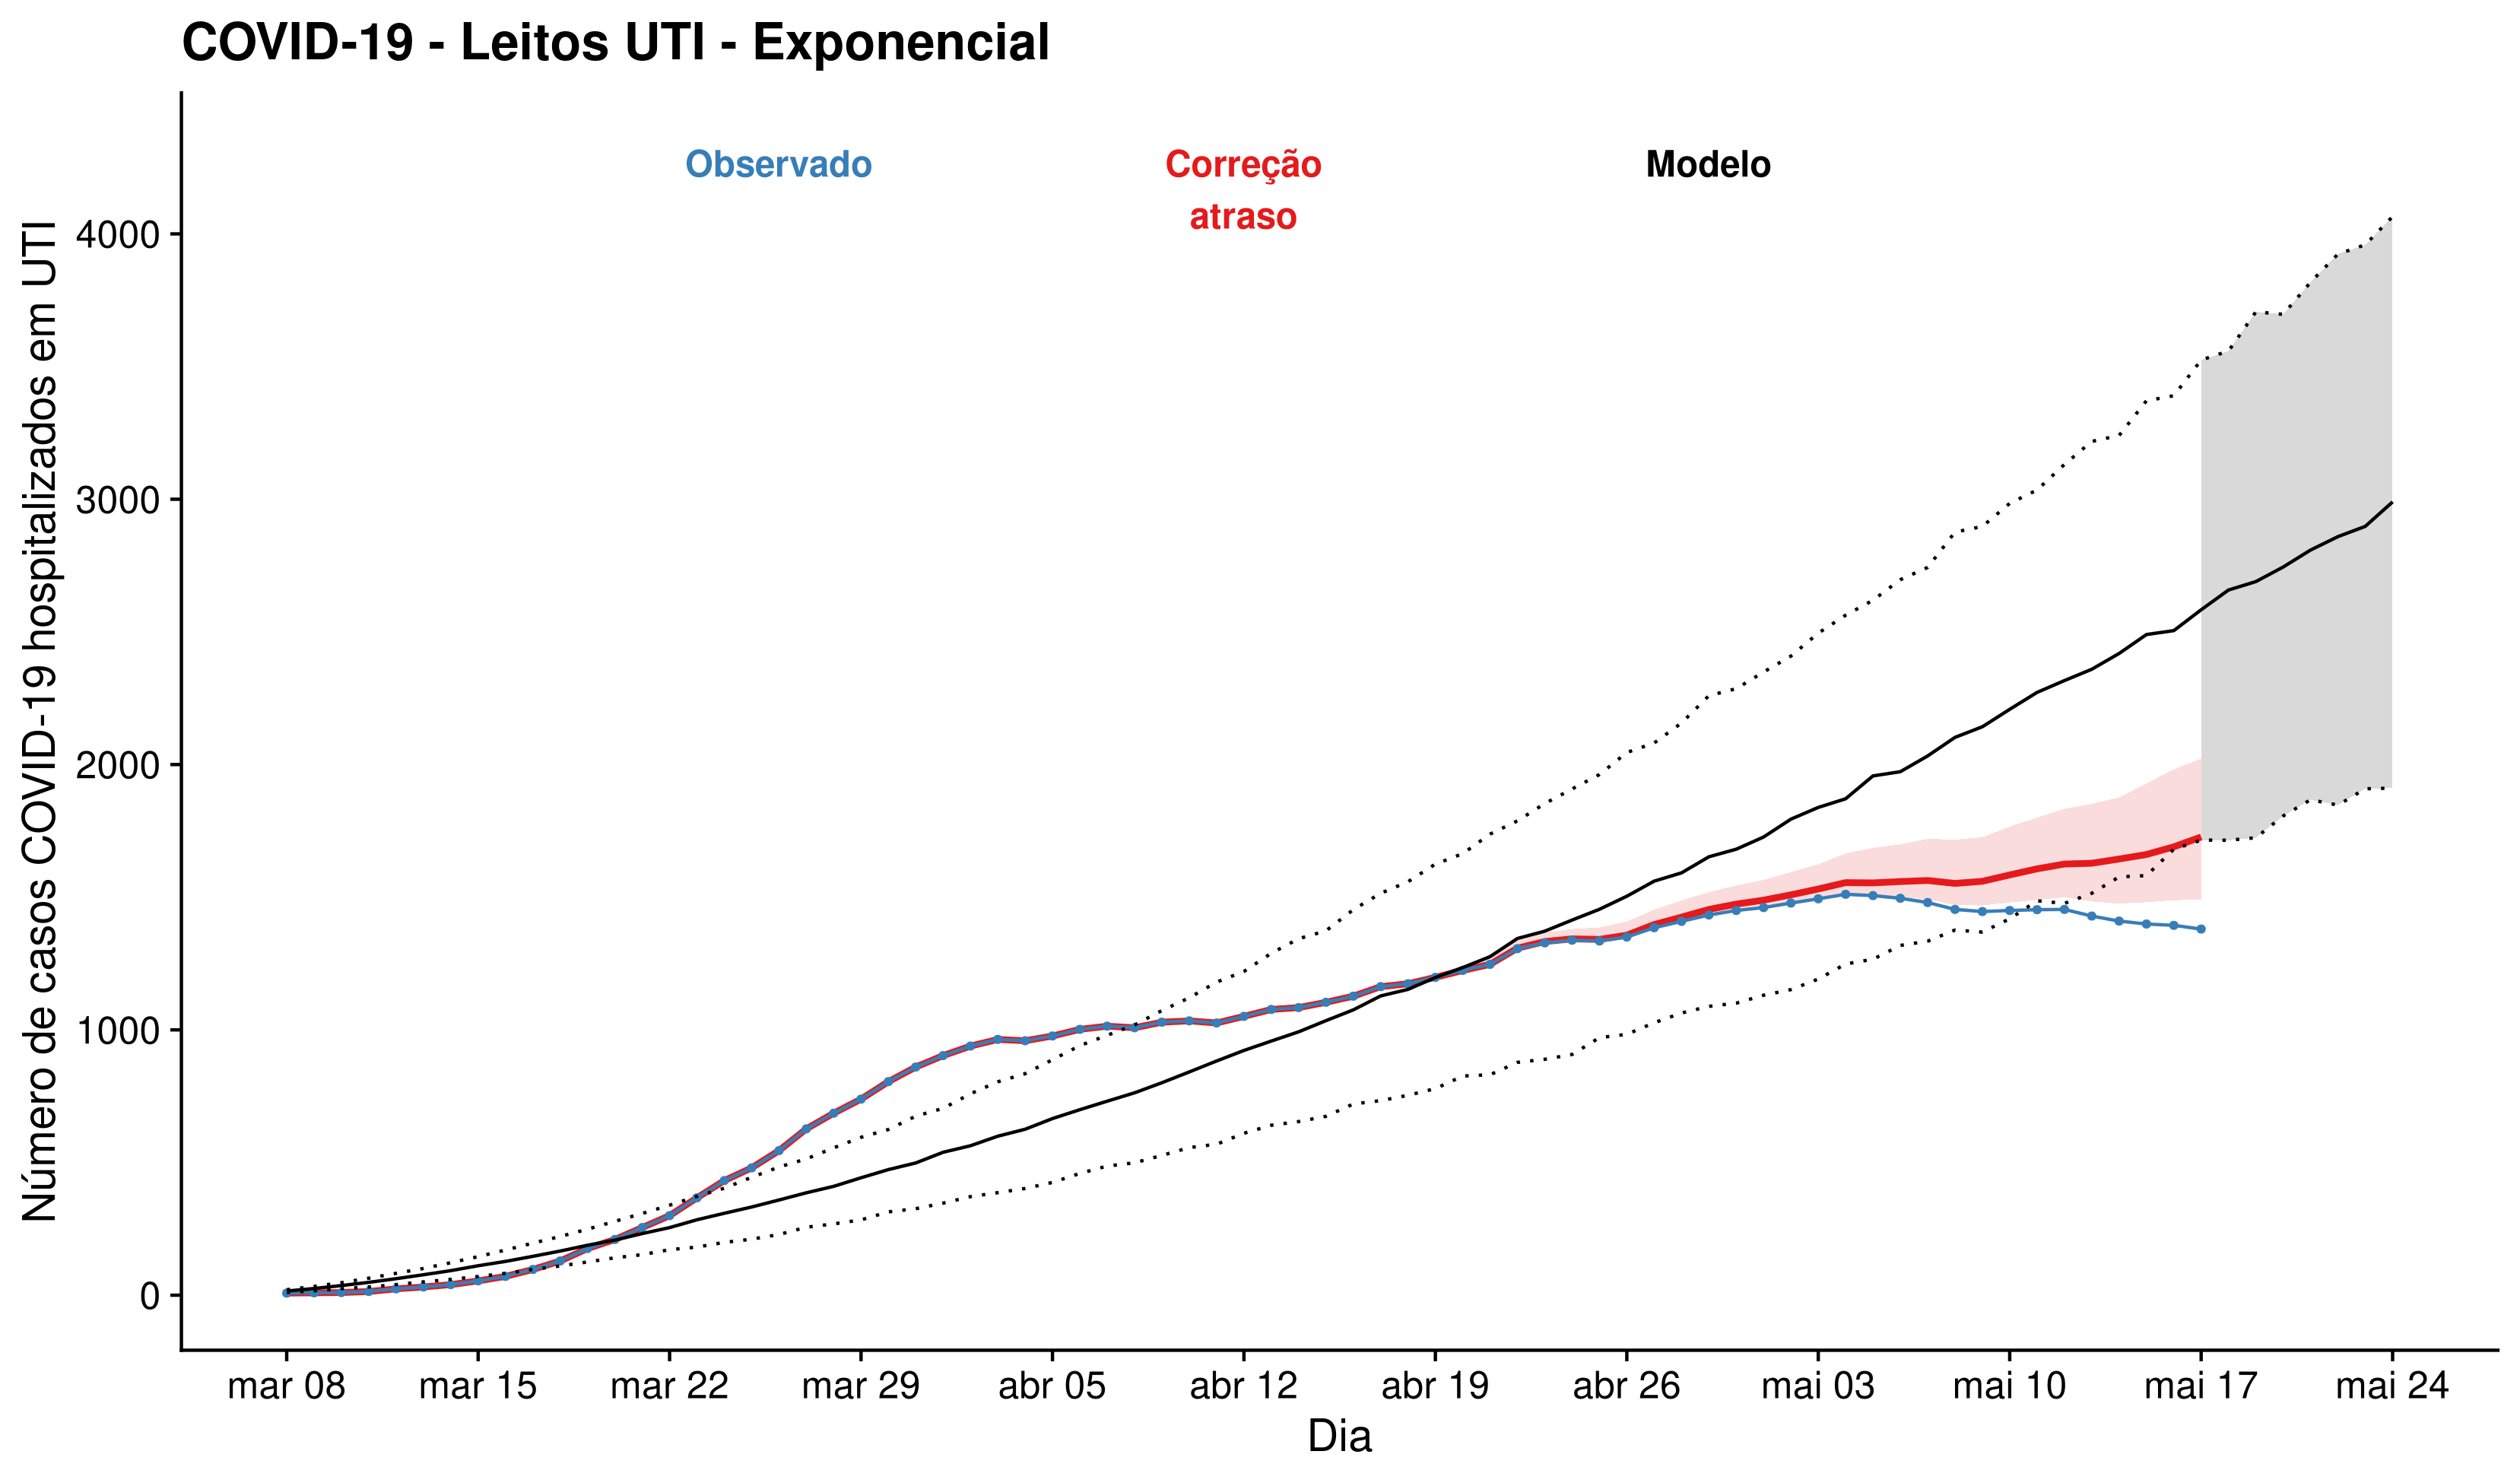 COVID-19 - Leitos UTI - Exponencial
Observado
Correção
atraso
Modelo
Número de casos COVID-19 hospitalizados em UTI
4000
3000
2000
1000
0
mar 08
mar 15
mar 22
mar 29
abr 05
abr 12
abr 19
abr 26
mai 03
mai 10
mai 17
mai 24
Dia